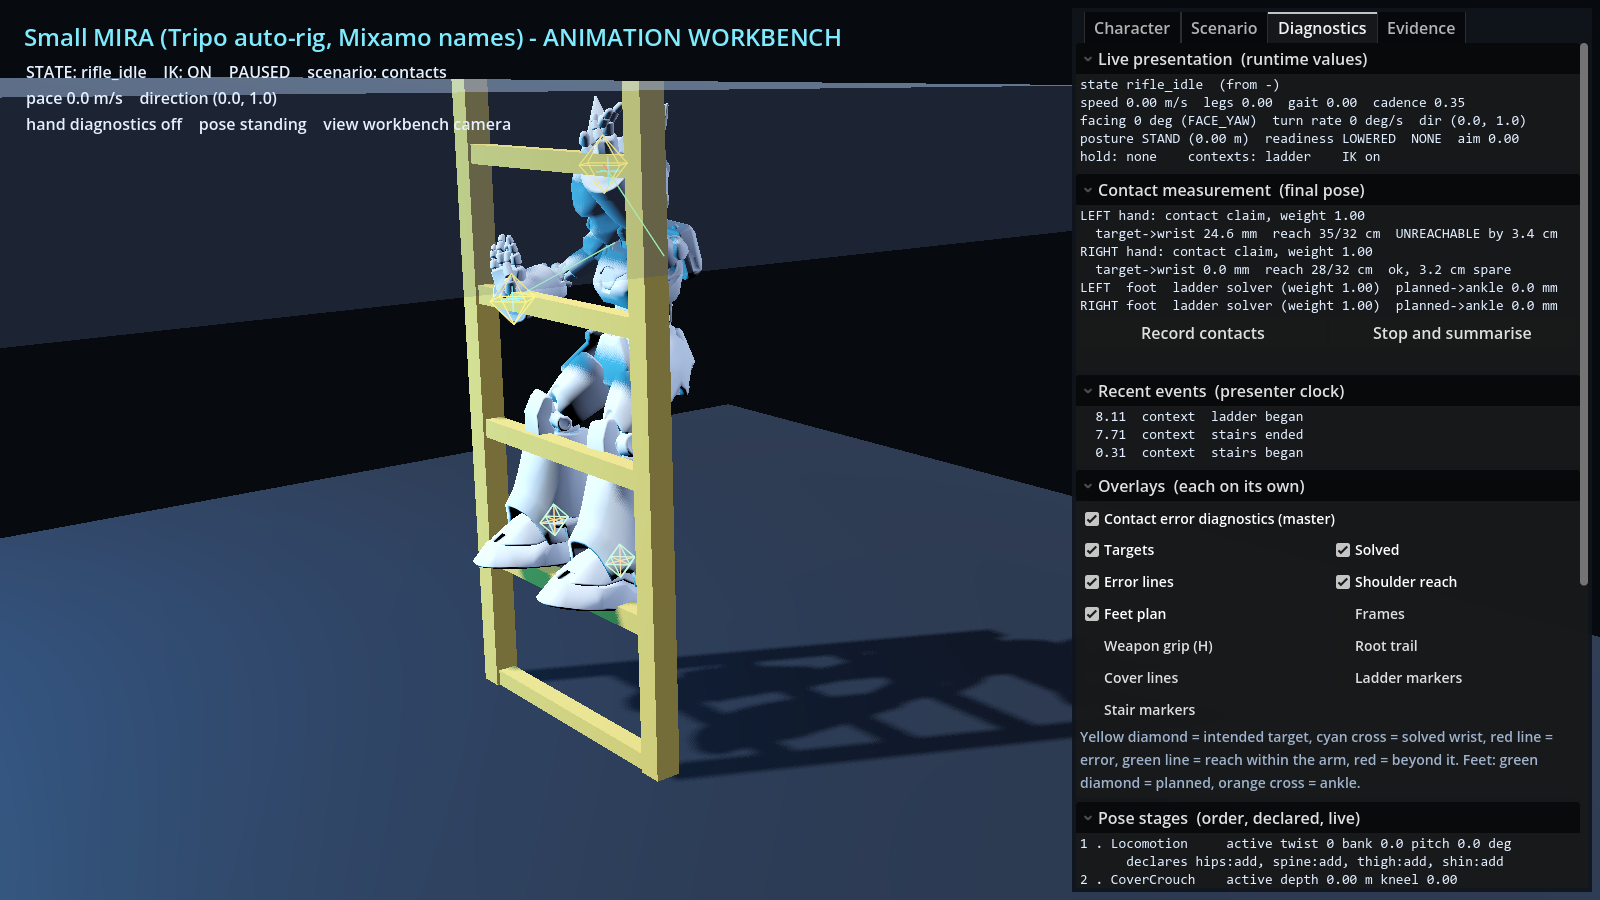 Small MIRA (Tripo auto-rig, Mixamo names) - ANIMATION WORKBENCH
STATE: rifle_idle IK: ON PAUSED scenario: contacts
pace 0.0 m/s direction (0.0, 1.0)
hand diagnostics off pose standing view workbench camera
Character Scenario Diagnostics Evidence
Live presentation (runtime values)
state rifle_idle (from -)
speed 0.00 m/s legs 0.00 gait 0.00 cadence 0.35
facing 0 deg (FACE_YAW) turn rate 0 deg/s dir (0.0, 1.0)
posture STAND (0.00 m) readiness LOWERED NONE aim 0.00
hold: none contexts: ladder IK on
Contact measurement (final pose)
LEFT hand: contact claim, weight 1.00
target->wrist 24.6 mm reach 35/32 cm UNREACHABLE by 3.4 cm
RIGHT hand: contact claim, weight 1.00
target->wrist 0.0 mm reach 28/32 cm ok, 3.2 cm spare
LEFT foot ladder solver (weight 1.00) planned->ankle 0.0 mm
RIGHT foot ladder solver (weight 1.00) planned->ankle 0.0 mm
Record contacts Stop and summarise
Recent events (presenter clock)
8.11 context ladder began
7.71 context stairs ended
0.31 context stairs began
Overlays (each on its own)
Contact error diagnostics (master)
Targets Solved
Error lines Shoulder reach
Feet plan Frames
Weapon grip (H) Root trail
Cover lines Ladder markers
Stair markers
Yellow diamond = intended target, cyan cross = solved wrist, red line =
error, green line = reach within the arm, red = beyond it. Feet: green
diamond = planned, orange cross = ankle.
Pose stages (order, declared, live)
1 . Locomotion active twist 0 bank 0.0 pitch 0.0 deg
declares hips:add, spine:add, thigh:add, shin:add
2 . CoverCrouch active depth 0.00 m kneel 0.00